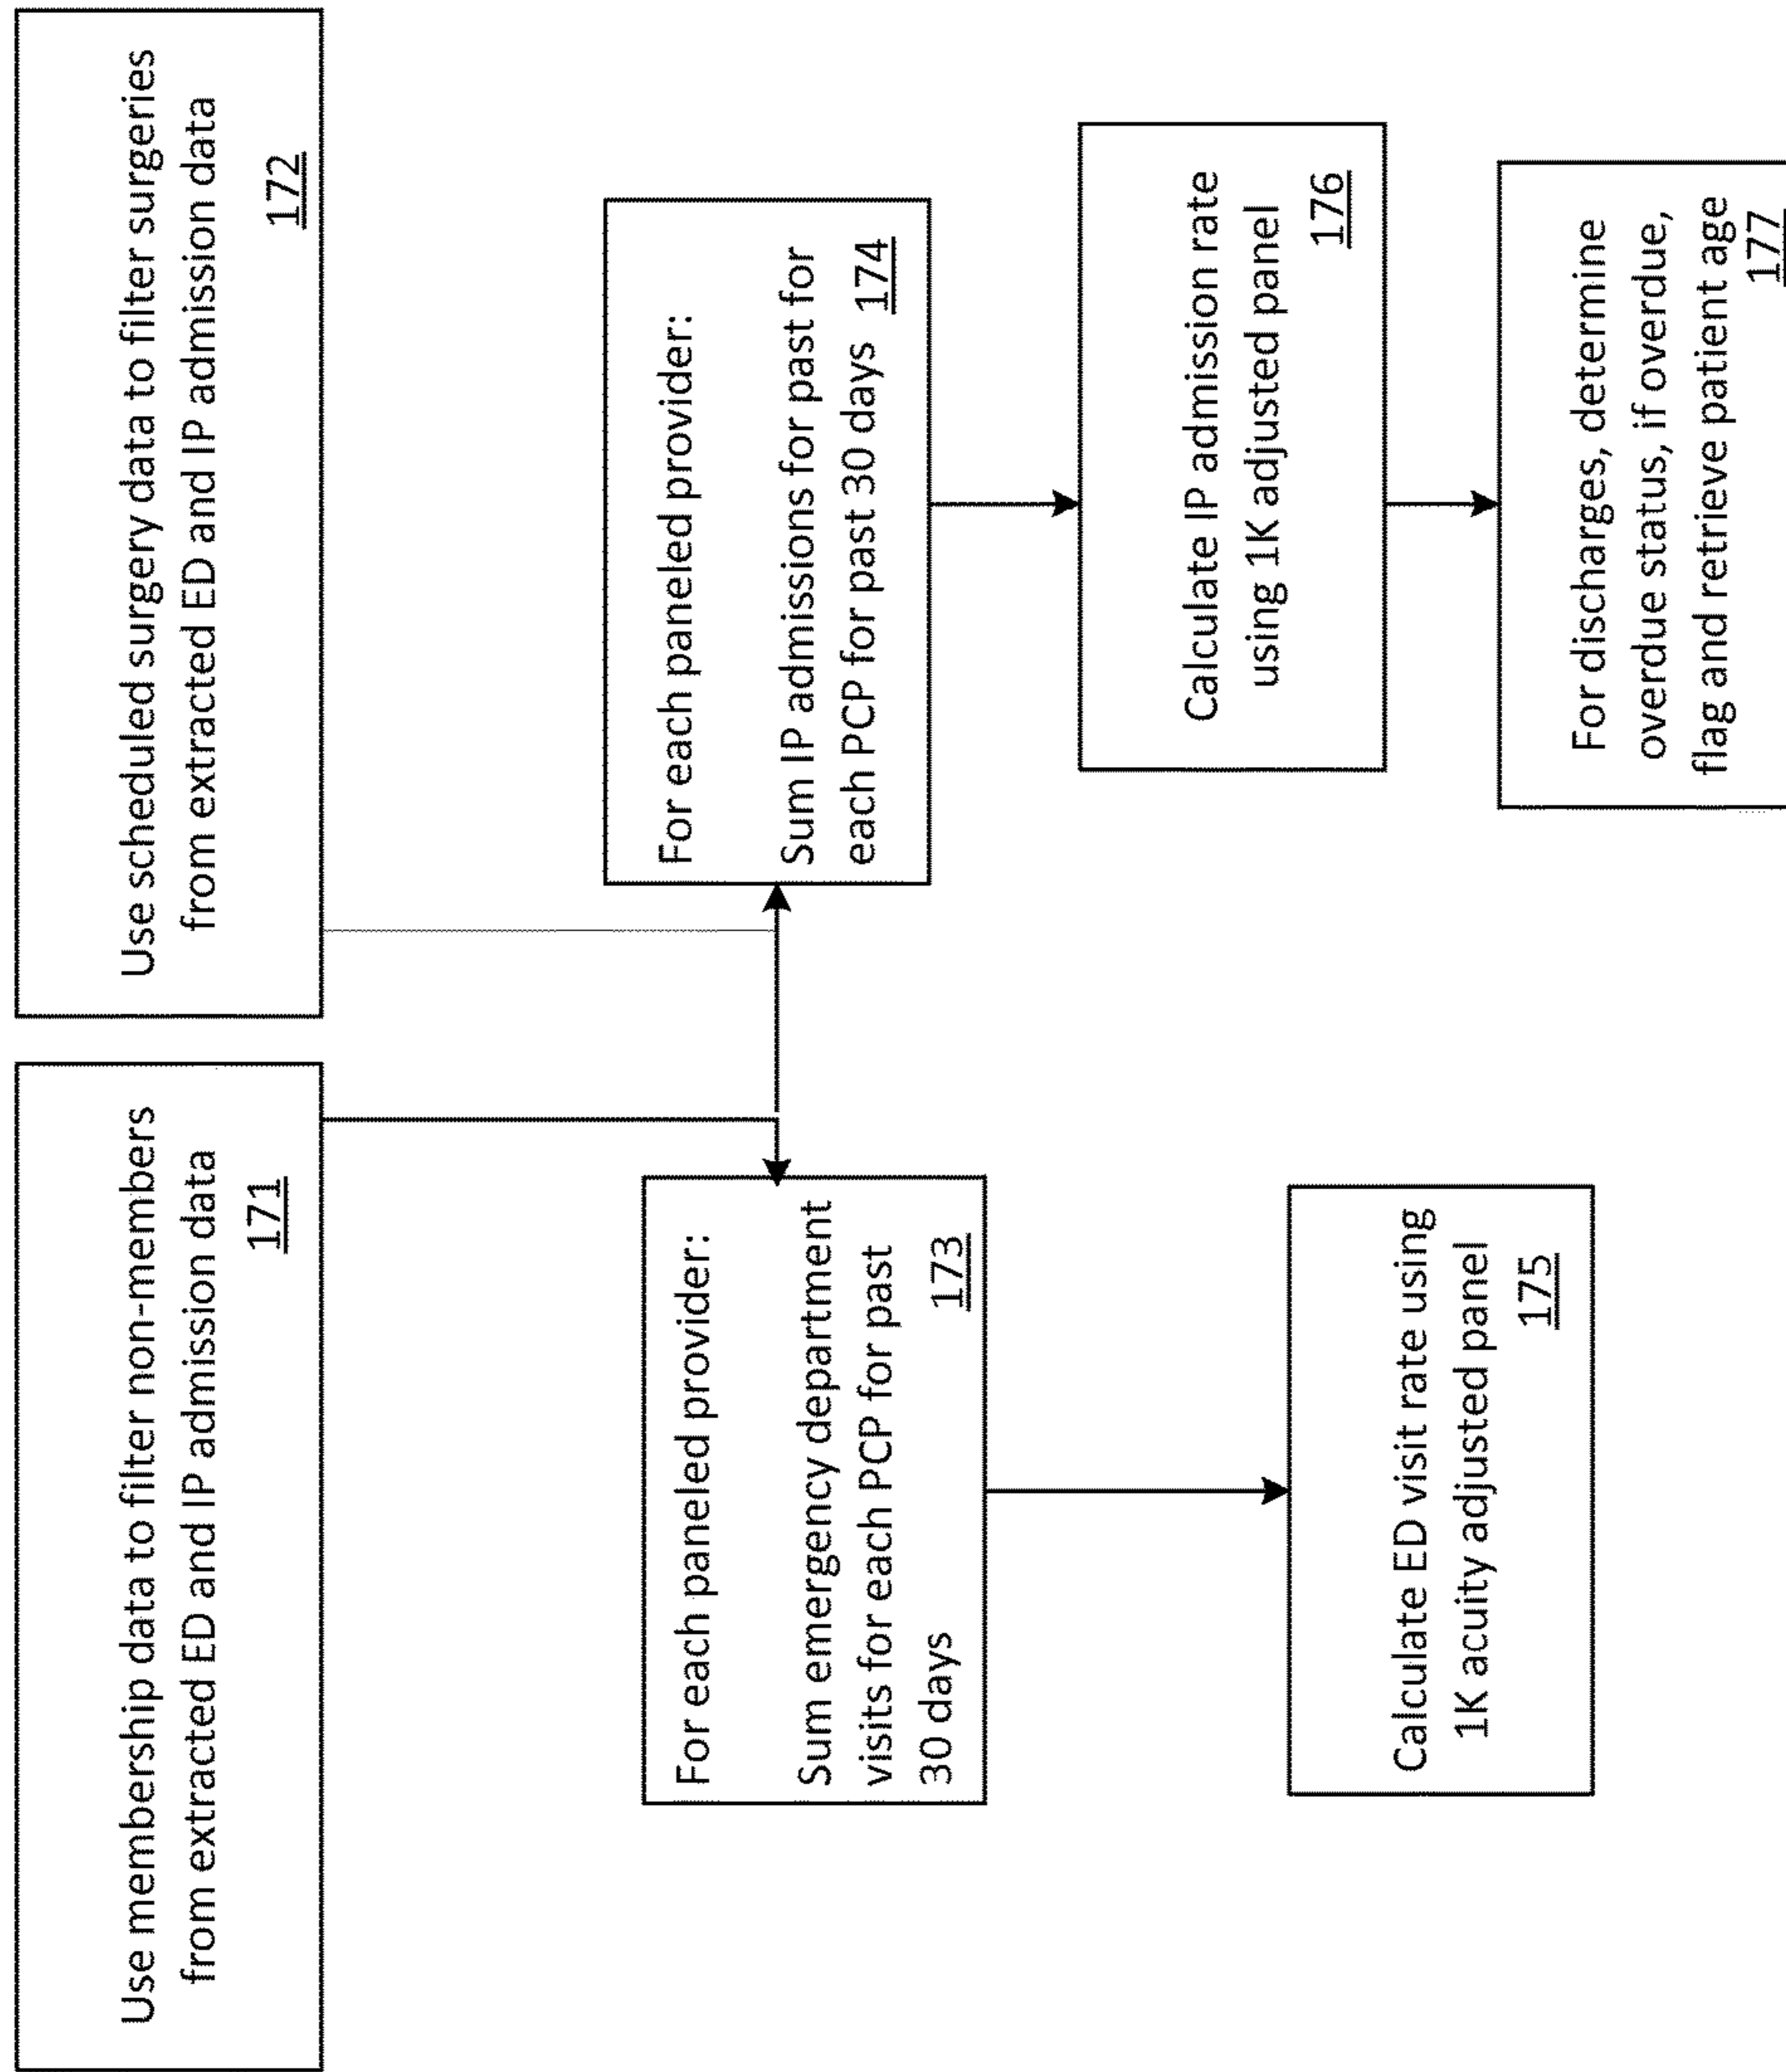 Use membership data to filter non-members
from extracted ED and IP admission data
171
Use scheduled surgery data to filter surgeries
from extracted ED and IP admission data
172
For each paneled provider:
Sum emergency department
visits for each PCP for past
30 days 173
For each paneled provider:
Sum IP admissions for past for
each PCP for past 30 days 174
Calculate ED visit rate using
1K acuity adjusted panel
175
Calculate IP admission rate
using 1K adjusted panel
176
For discharges, determine
overdue status, if overdue,
flag and retrieve patient age
177